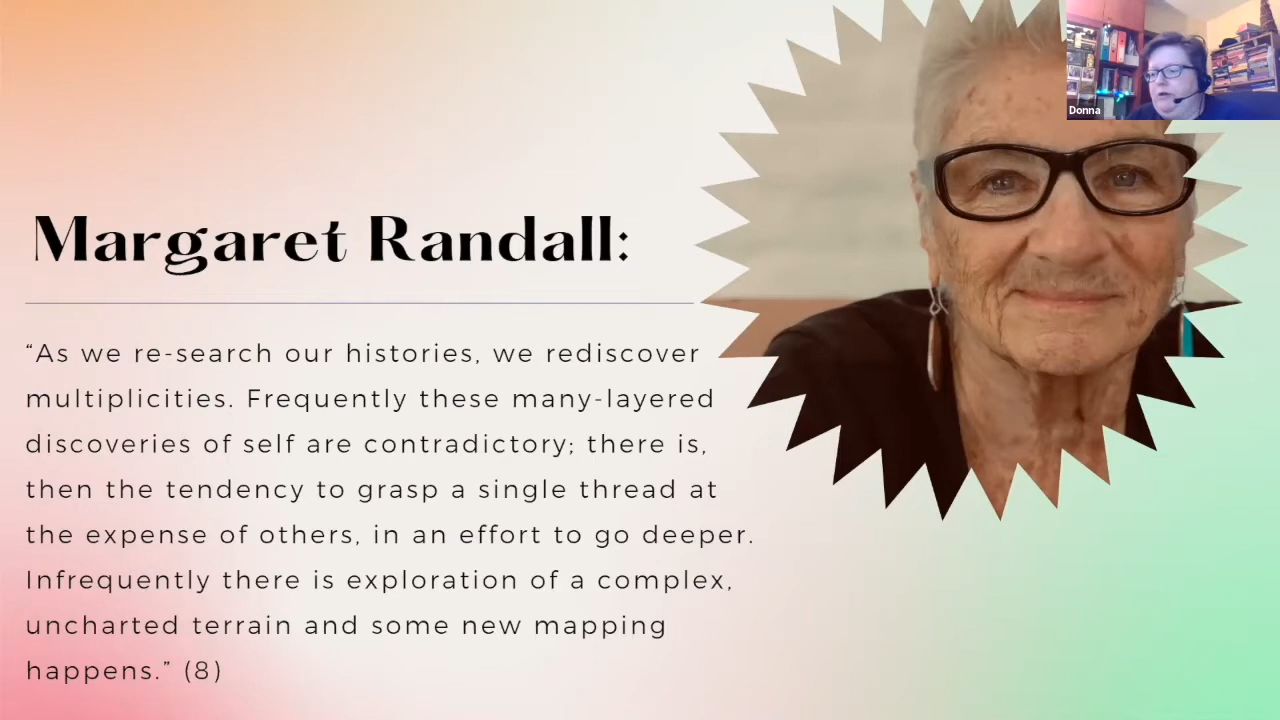 Donna
Margaret Randall:
“As we re-search our histories, we rediscover
multiplicities. Frequently these many-layered
discoveries of self are contradictory; there is,
then the tendency to grasp a single thread at
the expense of others, in an effort to go deeper.
Infrequently there is exploration of a complex,
uncharted terrain and some new mapping
happens.” (8)